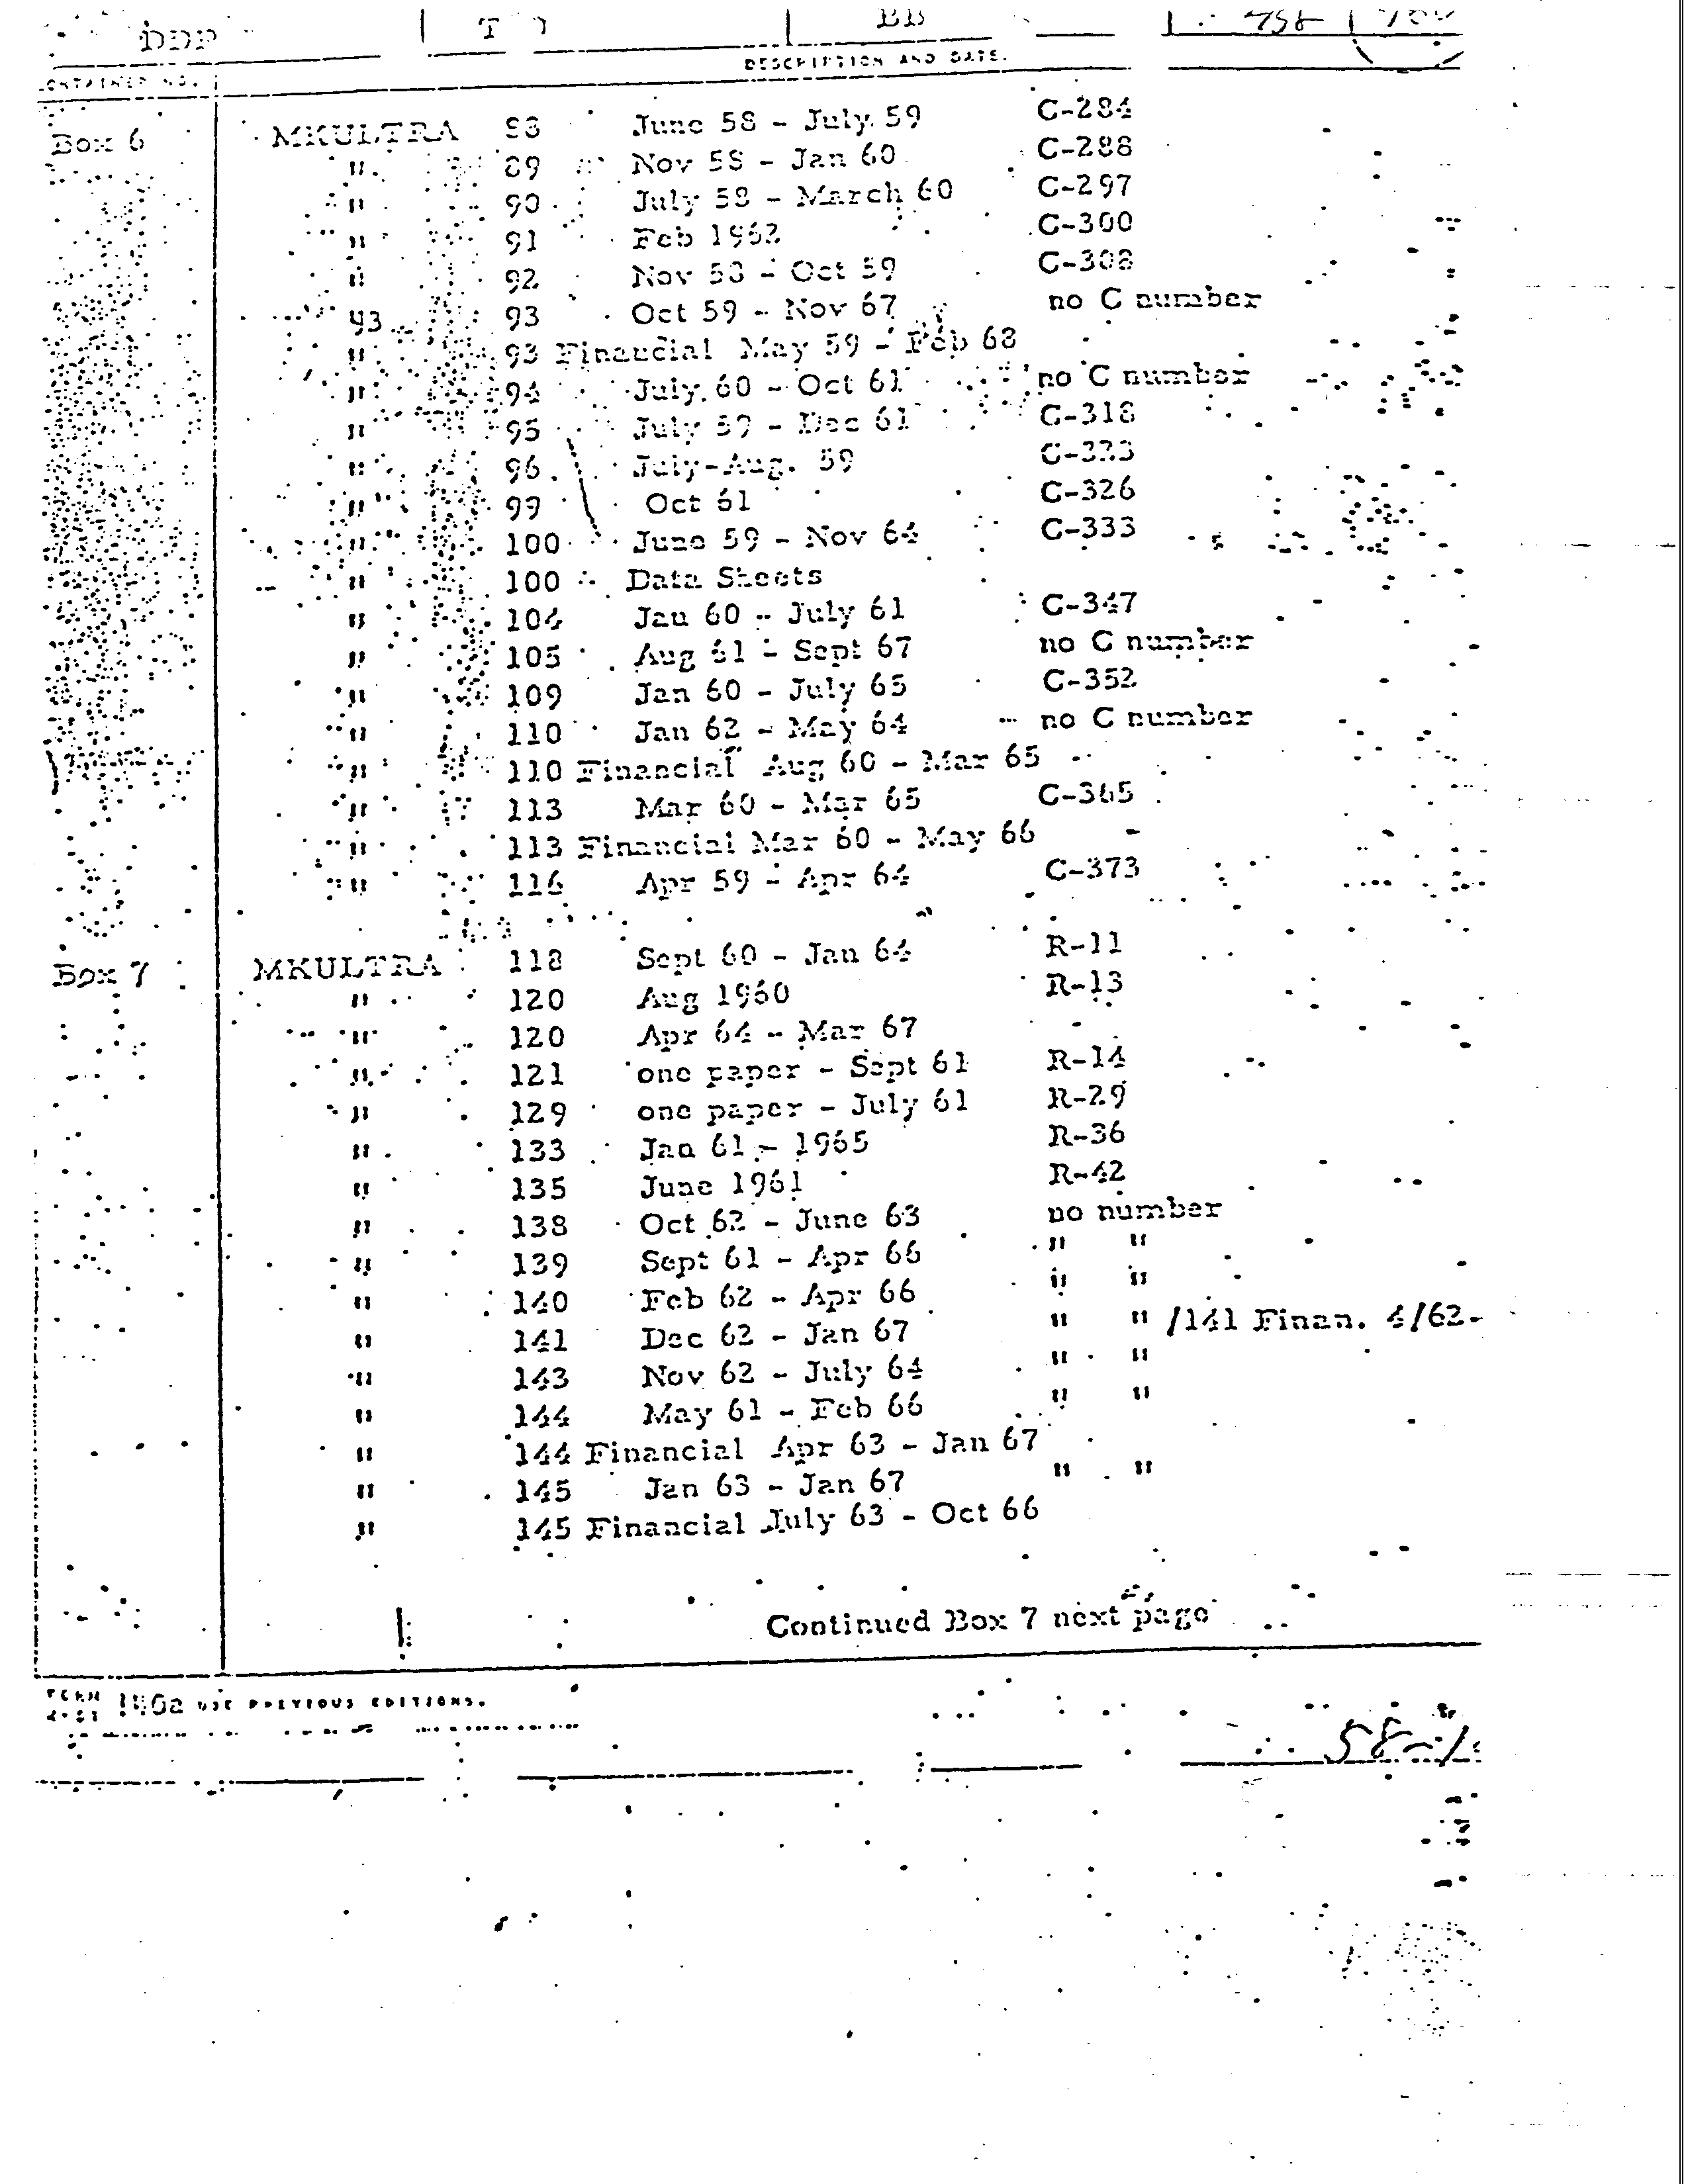 DDP
DESCRIPTION AND DATE.
CONTAINER NO.
Box 6 MKULTRA 88 June 58 - July 59 C-284
" 89 Nov 58 - Jan 60 C-288
" 90 July 58 - March 60 C-297
" 91 Feb 1962 C-300
" 92 Nov 58 - Oct 59 C-308
93 93 Oct 59 - Nov 67 no C number
" 93 Financial May 59 - Feb 68
" 94 July 60 - Oct 61 no C number
" 95 July 59 - Dec 61 C-318
" 96 July-Aug. 59 C-323
" 99 Oct 61 C-326
" 100 June 59 - Nov 64 C-333
" 100 Data Sheets
" 104 Jan 60 - July 61 C-347
" 105 Aug 61 - Sept 67 no C number
" 109 Jan 60 - July 65 C-352
" 110 Jan 62 - May 64 no C number
" 110 Financial Aug 60 - Mar 65
" 113 Mar 60 - Mar 65 C-365
" 113 Financial Mar 60 - May 66
" 116 Apr 59 - Apr 64 C-373
Box 7 MKULTRA 118 Sept 60 - Jan 64 R-11
" 120 Aug 1960 R-13
" 120 Apr 64 - Mar 67
" 121 one paper - Sept 61 R-14
" 129 one paper - July 61 R-29
" 133 Jan 61 - 1965 R-36
" 135 June 1961 R-42
" 138 Oct 62 - June 63 no number
" 139 Sept 61 - Apr 66 " "
" 140 Feb 62 - Apr 66 " "
" 141 Dec 62 - Jan 67 " " /141 Finan. 4/62-
" 143 Nov 62 - July 64 " "
" 144 May 61 - Feb 66 " "
" 144 Financial Apr 63 - Jan 67
" 145 Jan 63 - Jan 67 " "
" 145 Financial July 63 - Oct 66
Continued Box 7 next page
FORM 140a USE PREVIOUS EDITIONS.